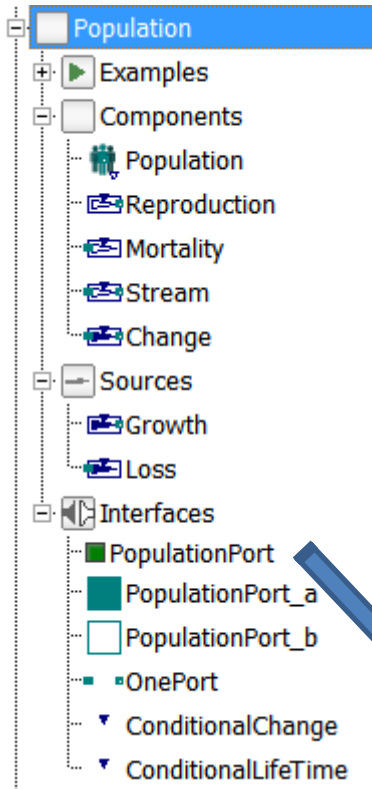 Population
Examples
Components
Population
Reproduction
Mortality
Stream
Change
Sources
Growth
Loss
Interfaces
PopulationPort
PopulationPort_a
PopulationPort_b
OnePort
ConditionalChange
ConditionalLifeTime